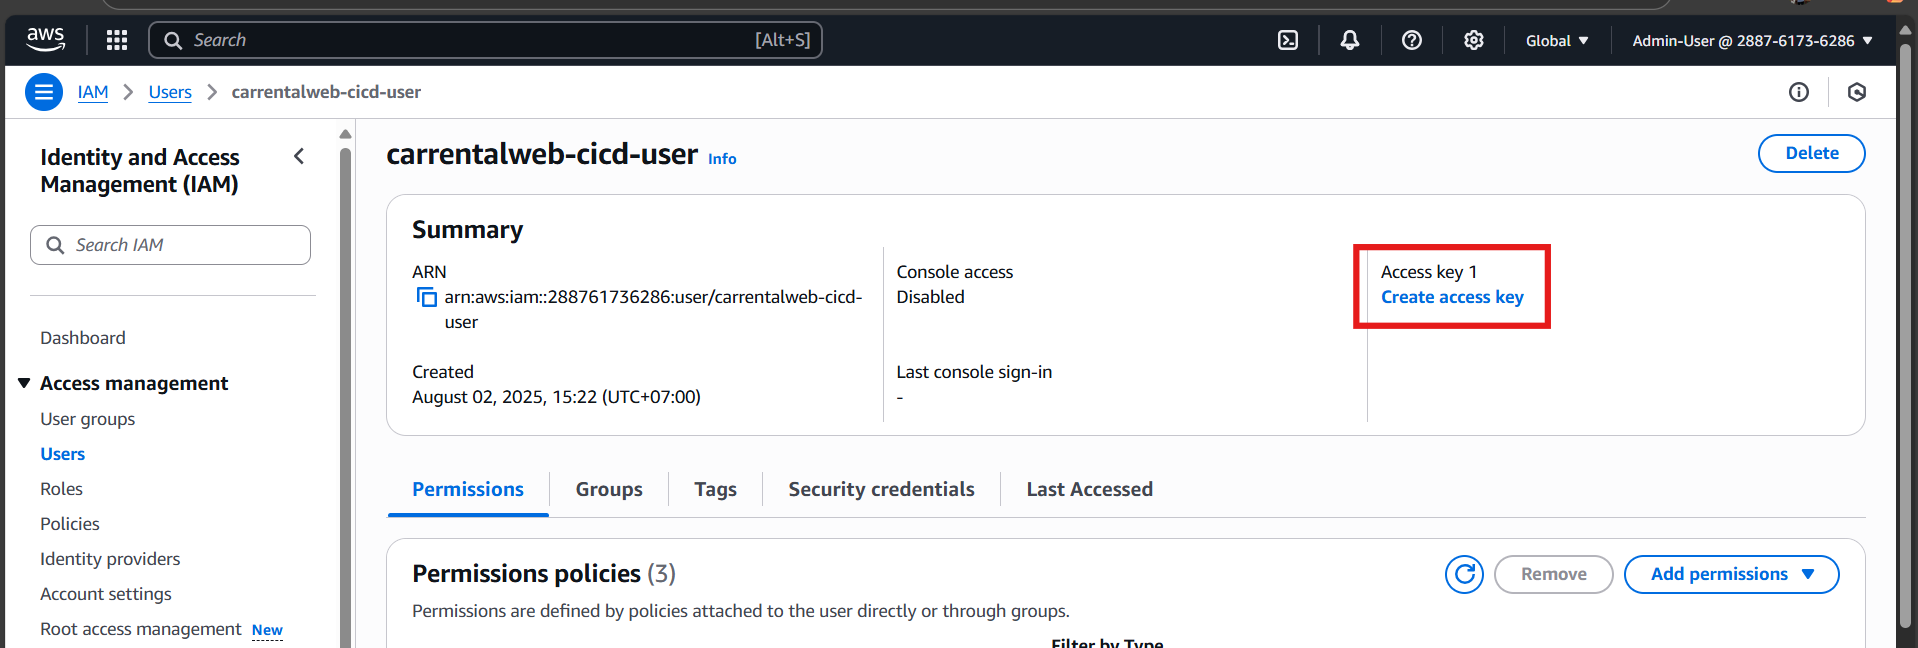 aws
Search
[Alt+S]
Global
Admin-User @ 2887-6173-6286
IAM
Users
carrentalweb-cicd-user
Identity and Access
Management (IAM)
Search IAM
Dashboard
Access management
User groups
Users
Roles
Policies
Identity providers
Account settings
Root access management New
carrentalweb-cicd-user Info
Delete
Summary
ARN
arn:aws:iam::288761736286:user/carrentalweb-cicd-
user
Console access
Disabled
Access key 1
Create access key
Created
August 02, 2025, 15:22 (UTC+07:00)
Last console sign-in
-
Permissions
Groups
Tags
Security credentials
Last Accessed
Permissions policies (3)
Remove
Add permissions
Permissions are defined by policies attached to the user directly or through groups.
Filter by Type